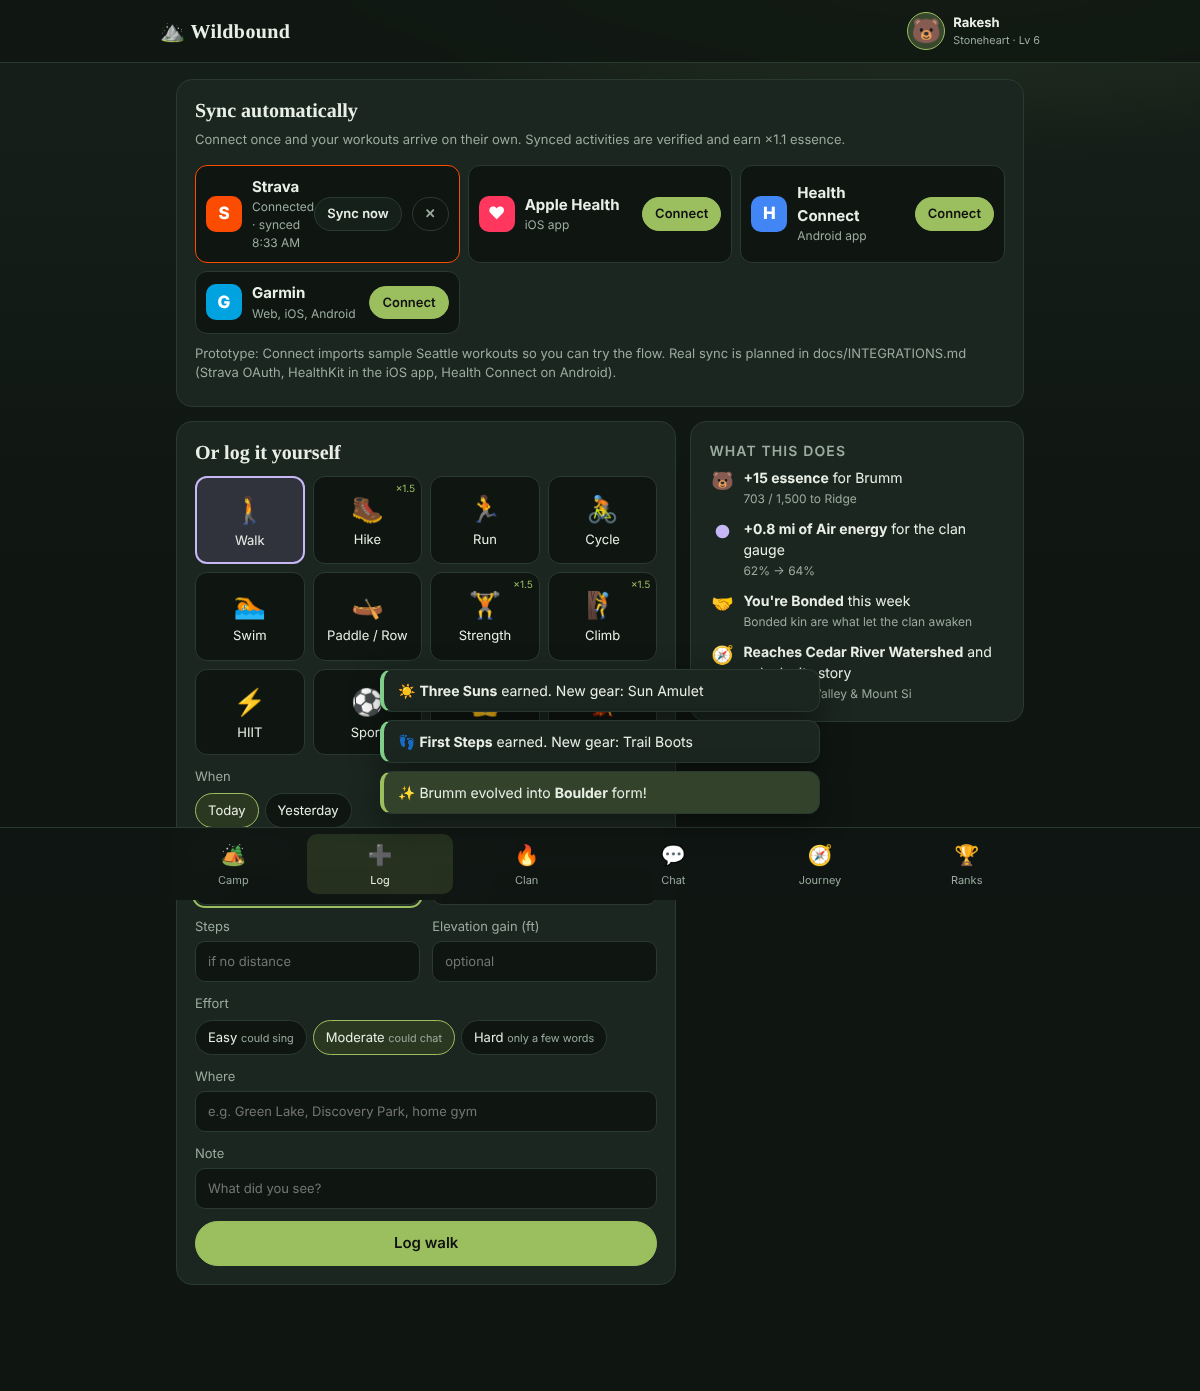 Wildbound
Rakesh
Stoneheart · Lv 6
Sync automatically
Connect once and your workouts arrive on their own. Synced activities are verified and earn ×1.1 essence.
S
Strava
Connected
· synced
8:33 AM
Sync now
✕
Apple Health
iOS app
Connect
H
Health
Connect
Android app
Connect
G
Garmin
Web, iOS, Android
Connect
Prototype: Connect imports sample Seattle workouts so you can try the flow. Real sync is planned in docs/INTEGRATIONS.md
(Strava OAuth, HealthKit in the iOS app, Health Connect on Android).
Or log it yourself
Walk
×1.5
Hike
Run
Cycle
Swim
Paddle / Row
×1.5
Strength
×1.5
Climb
HIIT
Spor
WHAT THIS DOES
+15 essence for Brumm
703 / 1,500 to Ridge
+0.8 mi of Air energy for the clan
gauge
62% → 64%
You're Bonded this week
Bonded kin are what let the clan awaken
Reaches Cedar River Watershed and
story
alley & Mount Si
Three Suns earned. New gear: Sun Amulet
First Steps earned. New gear: Trail Boots
Brumm evolved into Boulder form!
When
Today
Yesterday
Camp
Log
Clan
Chat
Journey
Ranks
Steps
Elevation gain (ft)
if no distance
optional
Effort
Easy could sing
Moderate could chat
Hard only a few words
Where
e.g. Green Lake, Discovery Park, home gym
Note
What did you see?
Log walk